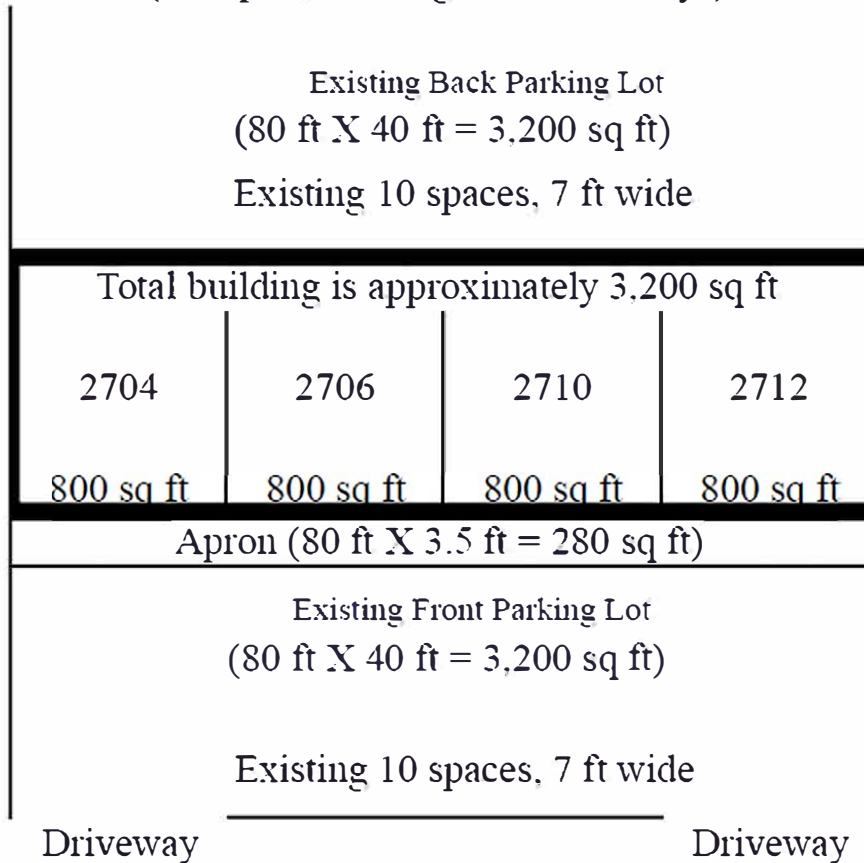 Existing Back Parking Lot
(80 ft X 40 ft = 3,200 sq ft)
Existing 10 spaces, 7 ft wide
Total building is approximately 3,200 sq ft
2704 2706 2710 2712
800 sq ft 800 sq ft 800 sq ft 800 sq ft
Apron (80 ft X 3.5 ft = 280 sq ft)
Existing Front Parking Lot
(80 ft X 40 ft = 3,200 sq ft)
Existing 10 spaces, 7 ft wide
Driveway Driveway